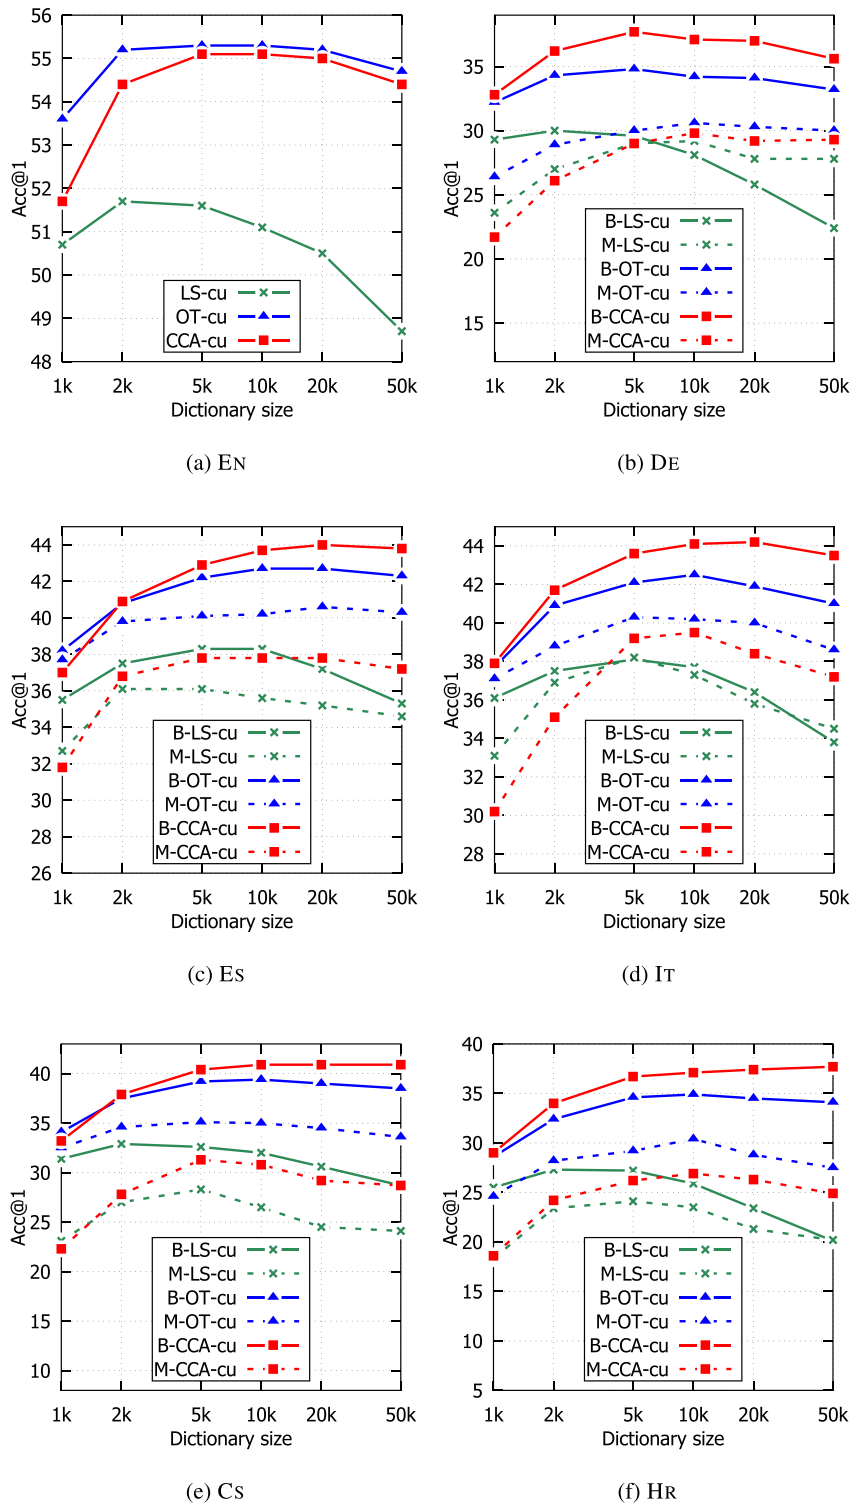 56
55
54
53
52
51
50
49
48
Acc@1
LS-cu
OT-cu
CCA-cu
1k 2k 5k 10k 20k 50k
Dictionary size
(a) EN
35
30
25
20
15
Acc@1
B-LS-cu
M-LS-cu
B-OT-cu
M-OT-cu
B-CCA-cu
M-CCA-cu
1k 2k 5k 10k 20k 50k
Dictionary size
(b) DE
44
42
40
38
36
34
32
30
28
26
Acc@1
B-LS-cu
M-LS-cu
B-OT-cu
M-OT-cu
B-CCA-cu
M-CCA-cu
1k 2k 5k 10k 20k 50k
Dictionary size
(c) ES
44
42
40
38
36
34
32
30
28
Acc@1
B-LS-cu
M-LS-cu
B-OT-cu
M-OT-cu
B-CCA-cu
M-CCA-cu
1k 2k 5k 10k 20k 50k
Dictionary size
(d) IT
40
35
30
25
20
15
10
Acc@1
B-LS-cu
M-LS-cu
B-OT-cu
M-OT-cu
B-CCA-cu
M-CCA-cu
1k 2k 5k 10k 20k 50k
Dictionary size
(e) CS
40
35
30
25
20
15
10
5
Acc@1
B-LS-cu
M-LS-cu
B-OT-cu
M-OT-cu
B-CCA-cu
M-CCA-cu
1k 2k 5k 10k 20k 50k
Dictionary size
(f) HR